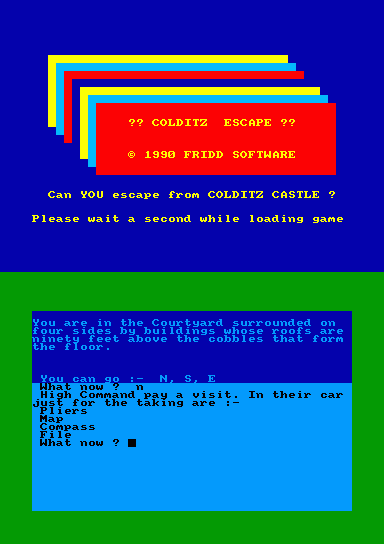 ?? COLDITZ  ESCAPE ??
© 1990 FRIDD SOFTWARE
Can YOU escape from COLDITZ CASTLE ?
Please wait a second while loading game
You are in the Courtyard surrounded on
four sides by buildings whose roofs are
ninety feet above the cobbles that form
the floor.
You can go :-  N, S, E
What now ?  n
High Command pay a visit. In their car
just for the taking are :-
Pliers
Map
Compass
File
What now ?